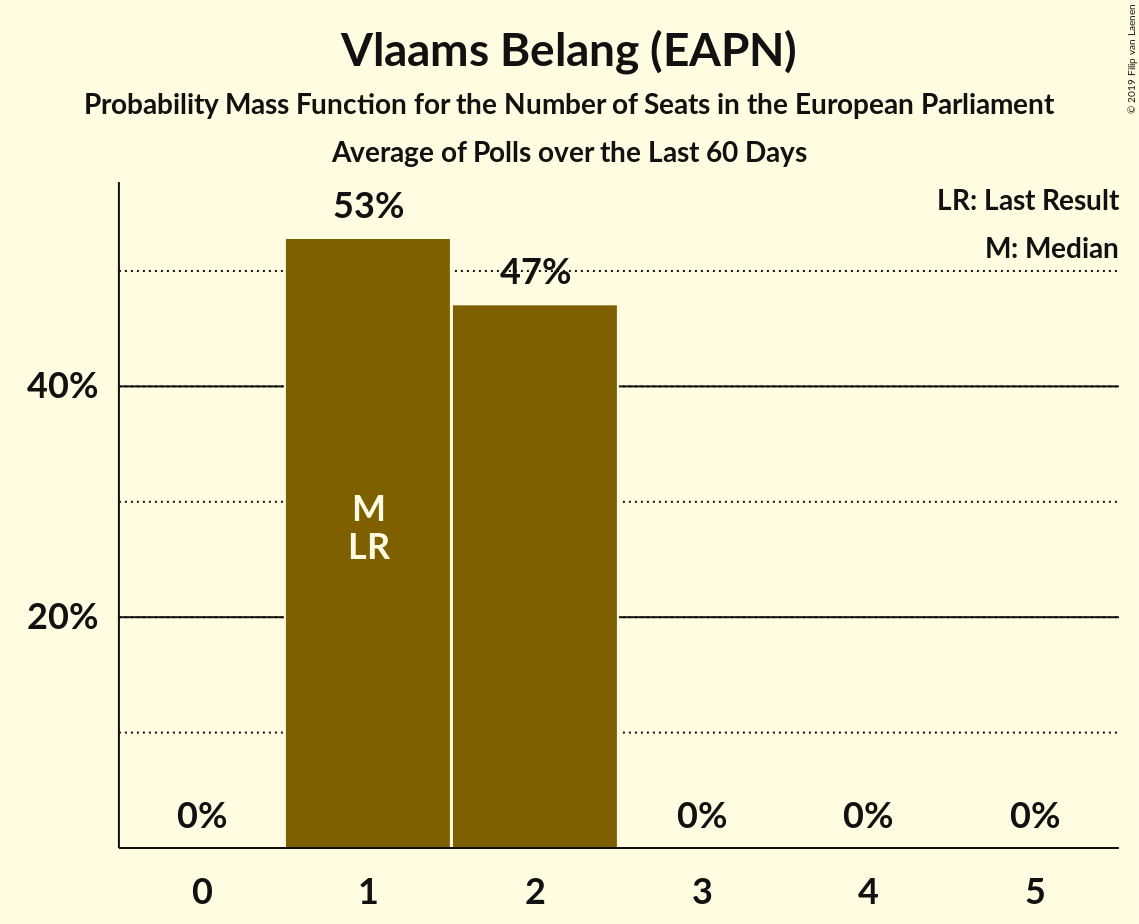 Vlaams Belang (EAPN)
Probability Mass Function for the Number of Seats in the European Parliament
Average of Polls over the Last 60 Days
© 2019 Filip van Laenen
LR: Last Result
M: Median
53%
47%
40%
M
LR
20%
0%
0%
0%
0%
0
1
2
3
4
5